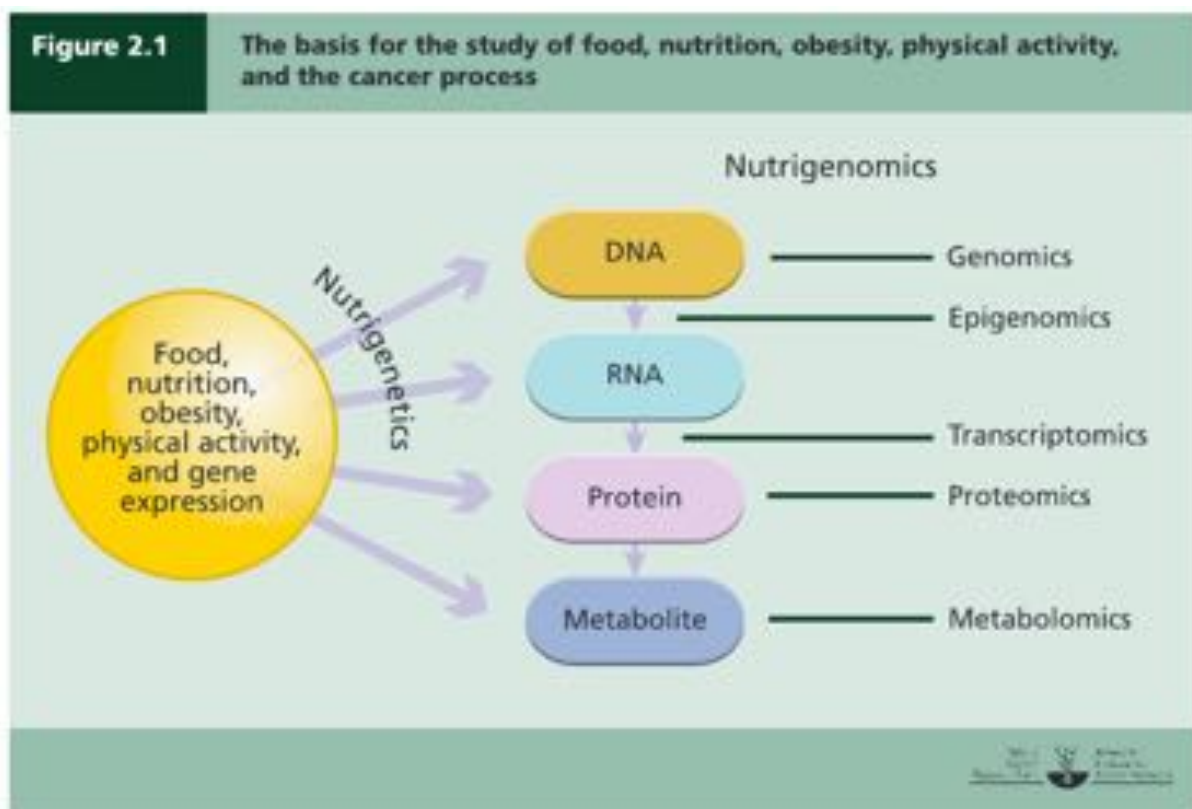 Figure 2.1
The basis for the study of food, nutrition, obesity, physical activity,
and the cancer process
Nutrigenomics
Nutrigenetics
Food,
nutrition,
obesity,
physical activity,
and gene
expression
DNA
Genomics
Epigenomics
RNA
Transcriptomics
Protein
Proteomics
Metabolite
Metabolomics